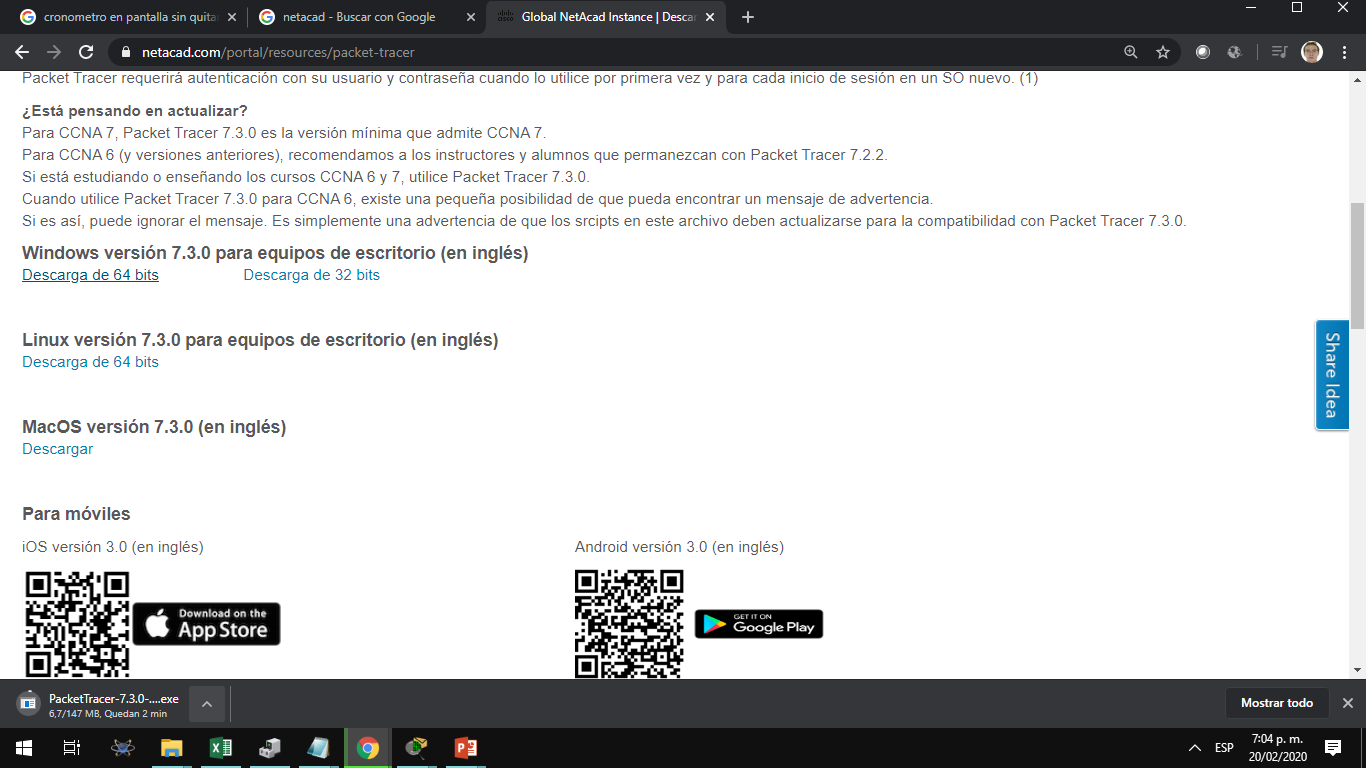 cronometro en pantalla sin quita
netacad - Buscar con Google
Global NetAcad Instance | Descar
netacad.com/portal/resources/packet-tracer
Packet Tracer requerirá autenticación con su usuario y contraseña cuando lo utilice por primera vez y para cada inicio de sesión en un SO nuevo. (1)
¿Está pensando en actualizar?
Para CCNA 7, Packet Tracer 7.3.0 es la versión mínima que admite CCNA 7.
Para CCNA 6 (y versiones anteriores), recomendamos a los instructores y alumnos que permanezcan con Packet Tracer 7.2.2.
Si está estudiando o enseñando los cursos CCNA 6 y 7, utilice Packet Tracer 7.3.0.
Cuando utilice Packet Tracer 7.3.0 para CCNA 6, existe una pequeña posibilidad de que pueda encontrar un mensaje de advertencia.
Si es así, puede ignorar el mensaje. Es simplemente una advertencia de que los srcipts en este archivo deben actualizarse para la compatibilidad con Packet Tracer 7.3.0.
Windows versión 7.3.0 para equipos de escritorio (en inglés)
Descarga de 64 bits
Descarga de 32 bits
Linux versión 7.3.0 para equipos de escritorio (en inglés)
Descarga de 64 bits
Share Idea
MacOS versión 7.3.0 (en inglés)
Descargar
Para móviles
iOS versión 3.0 (en inglés)
Android versión 3.0 (en inglés)
Download on the
App Store
GET IT ON
Google Play
PacketTracer-7.3.0-....exe
6,7/147 MB, Quedan 2 min
Mostrar todo
ESP
7:04 p. m.
20/02/2020